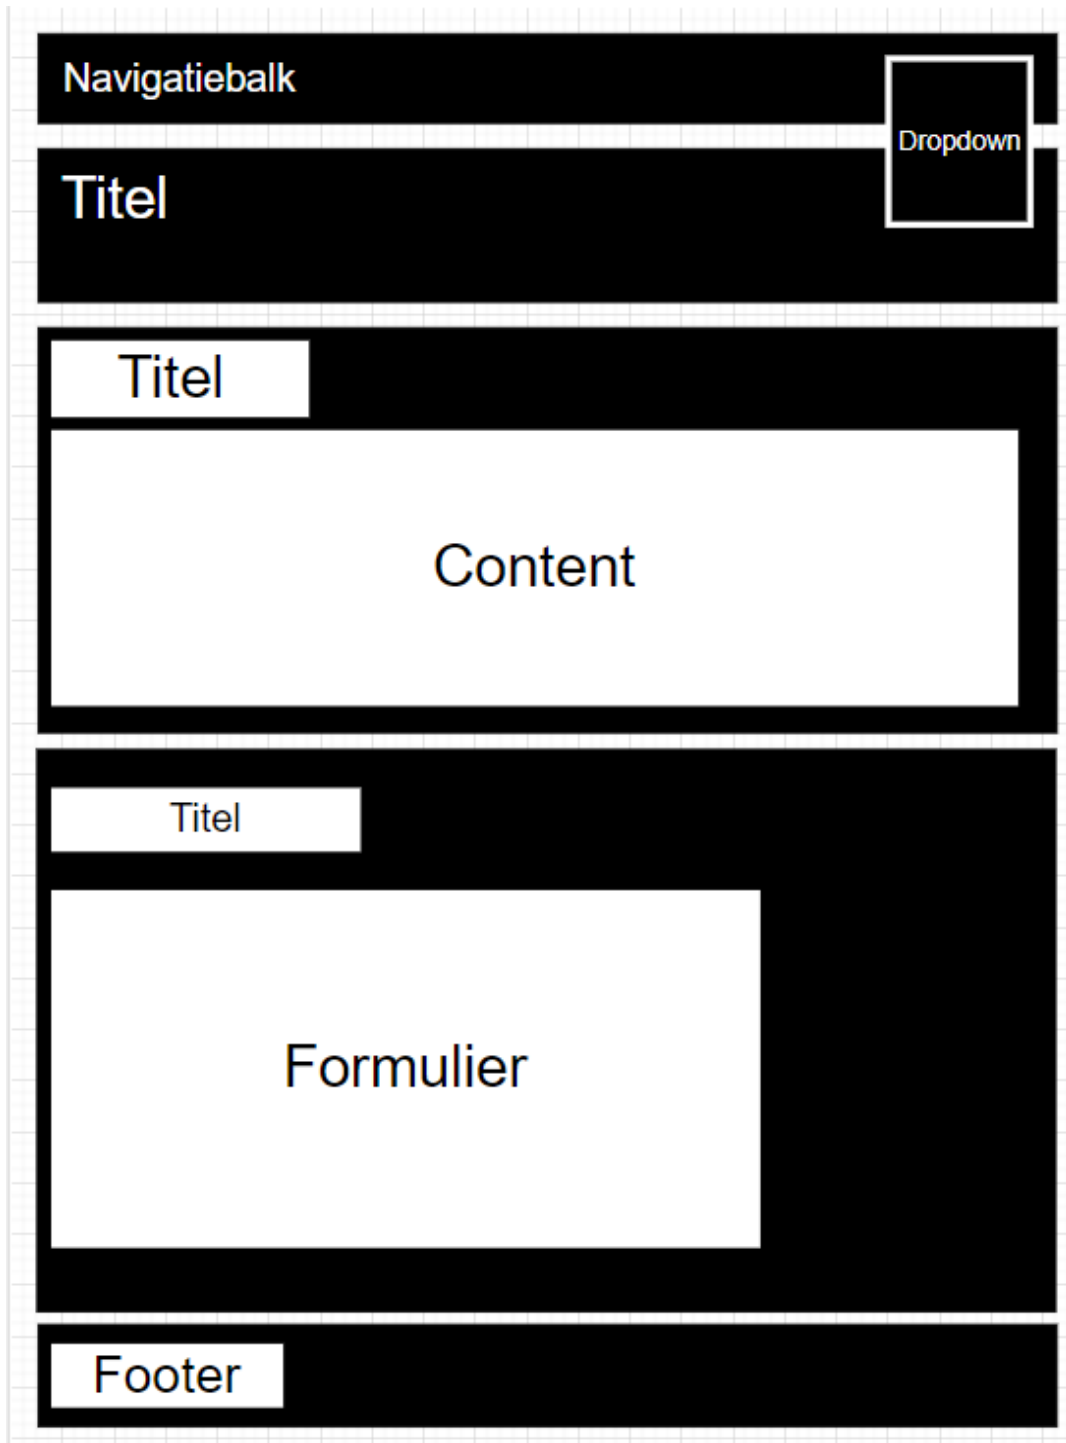 Navigatiebalk
Dropdown
Titel
Titel
Content
Titel
Formulier
Footer